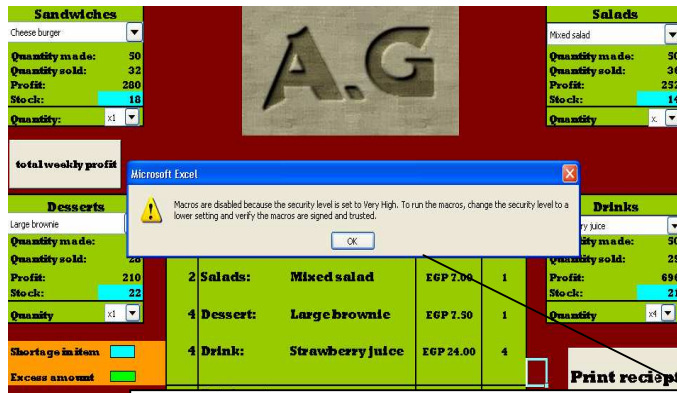 Sandwiches
Cheese burger
Quantity made: 50
Quantity sold: 32
Profit: 280
Stock: 18
Quantity: x1
total weekly profit
Desserts
Large brownie
Quantity made:
Quantity sold: 28
Profit: 210
Stock: 22
Quanity x1
Shortage in item
Excess amount
A.G
Microsoft Excel
Macros are disabled because the security level is set to Very High. To run the macros, change the security level to a
lower setting and verify the macros are signed and trusted.
OK
2 Salads: Mixed salad EGP 7.00 1
4 Dessert: Large brownie EGP 7.50 1
4 Drink: Strawberry Juice EGP 24.00 4
Salads
Mixed salad
Quantity made: 50
Quantity sold: 36
Profit: 252
Stock: 14
Quantity x.
Drinks
juice
made: 50
Quantity sold:
Profit: 690
Stock: 21
Quantity x4
Print reciept